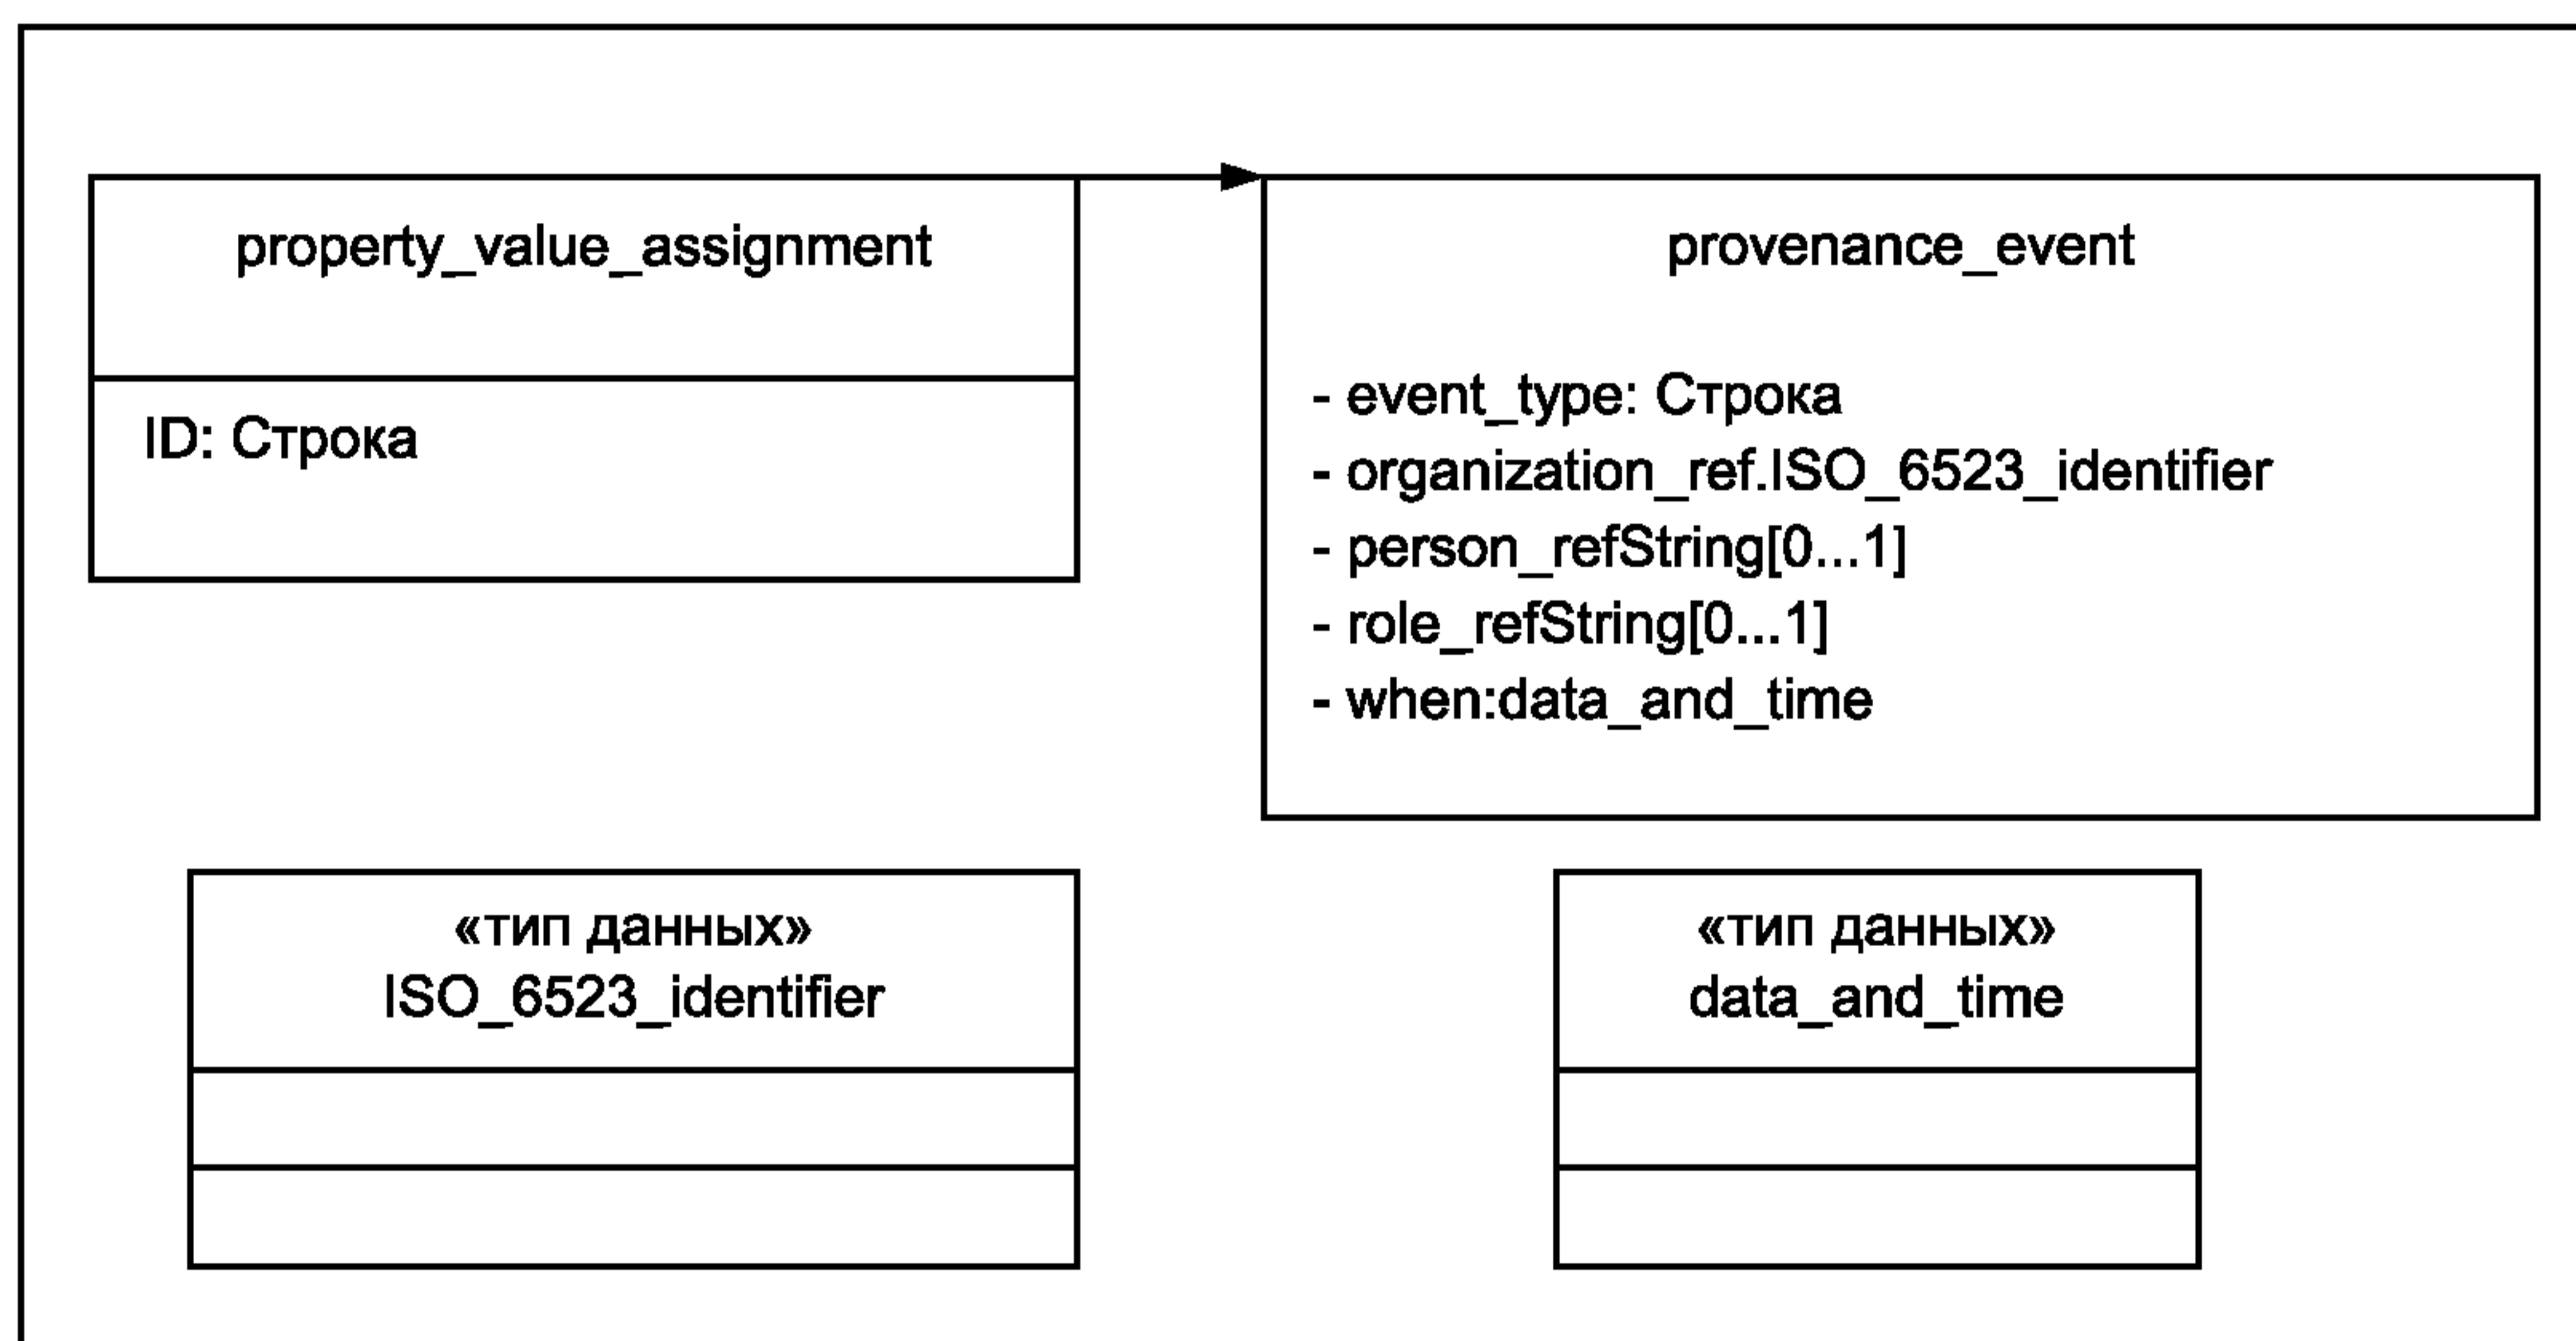 property_value_assignment
ID: Строка
provenance_event
- event_type: Строка
- organization_ref.ISO_6523_identifier
- person_refString[0...1]
- role_refString[0...1]
- when:data_and_time
«тип данных»
ISO_6523_identifier
«тип данных»
data_and_time